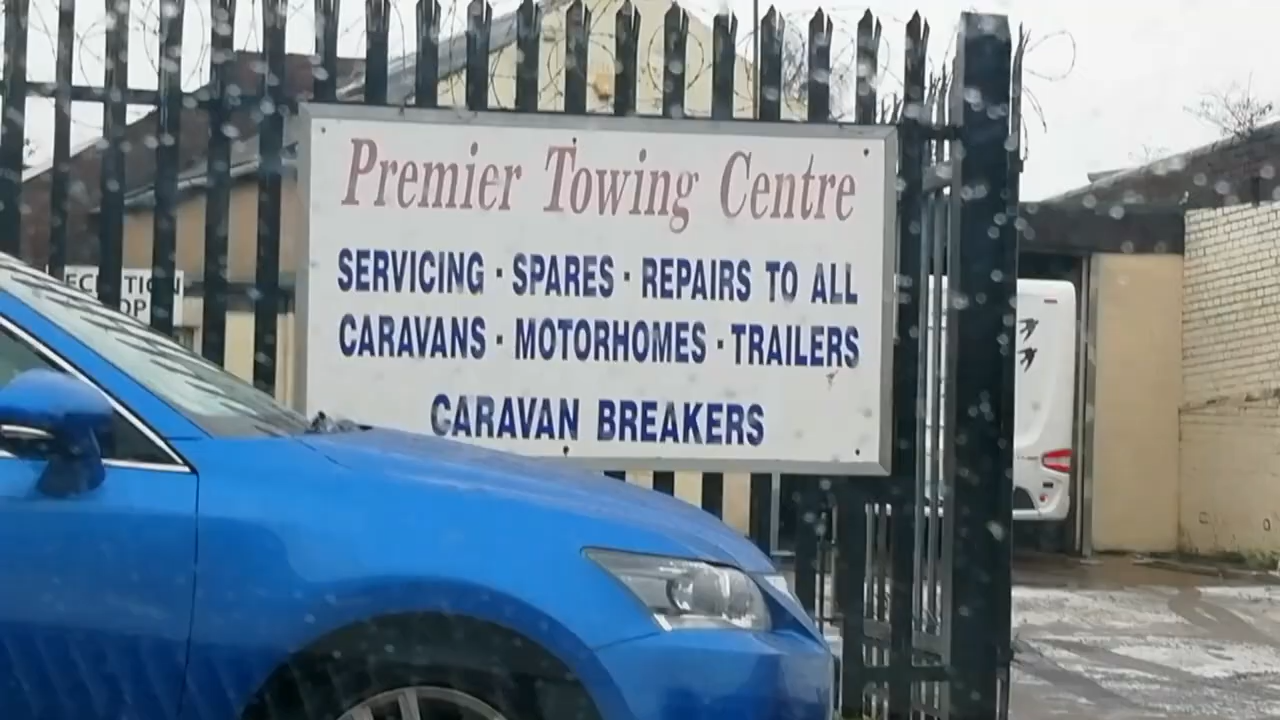 Premier Towing Centre
SERVICING · SPARES · REPAIRS TO ALL
CARAVANS · MOTORHOMES · TRAILERS
CARAVAN BREAKERS